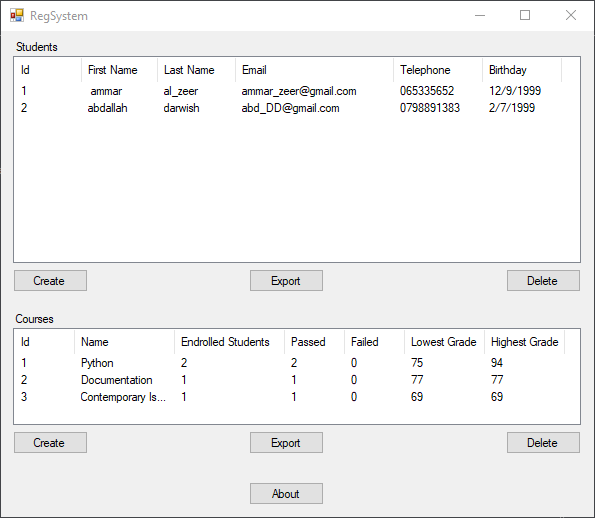 RegSystem
Students
Id First Name Last Name Email Telephone Birthday
1 ammar al_zeer ammar_zeer@gmail.com 065335652 12/9/1999
2 abdallah darwish abd_DD@gmail.com 0798891383 2/7/1999
Create Export Delete
Courses
Id Name Endrolled Students Passed Failed Lowest Grade Highest Grade
1 Python 2 2 0 75 94
2 Documentation 1 1 0 77 77
3 Contemporary Is... 1 1 0 69 69
Create Export Delete
About